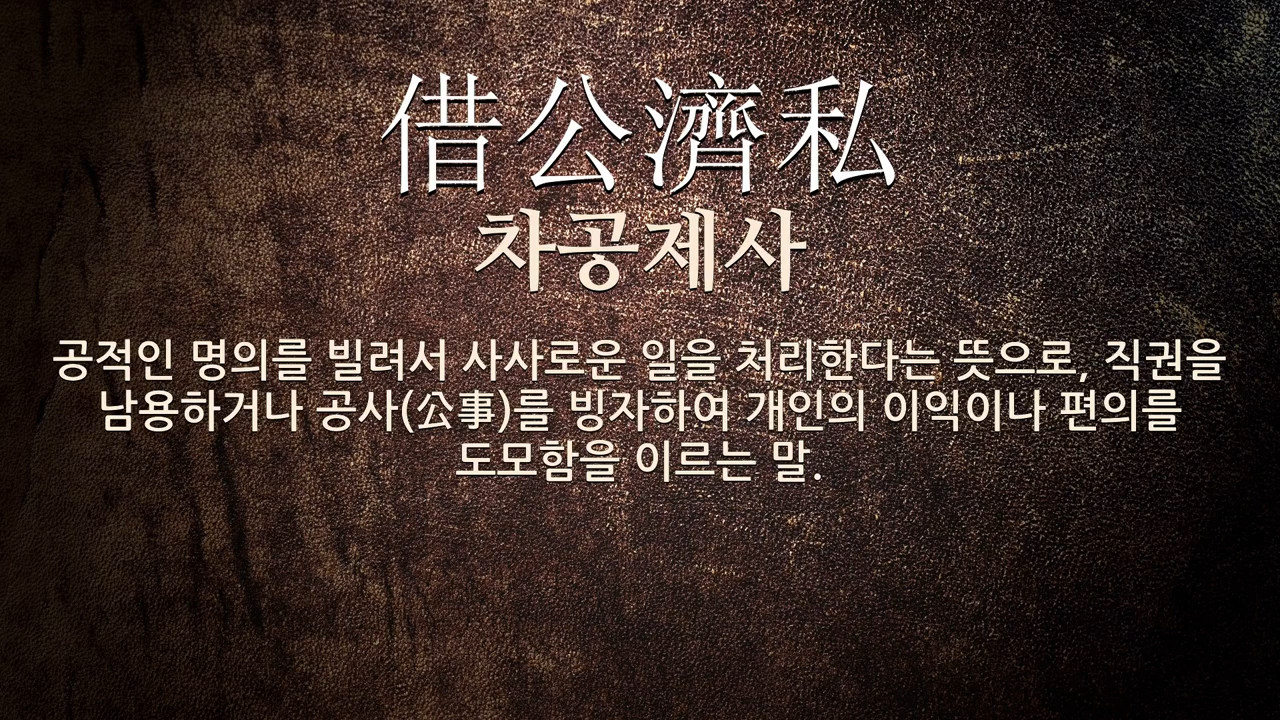 借公濟私
차공제사
공적인 명의를 빌려서 사사로운 일을 처리한다는 뜻으로, 직권을
남용하거나 공사(公事)를 빙자하여 개인의 이익이나 편의를
도모함을 이르는 말.